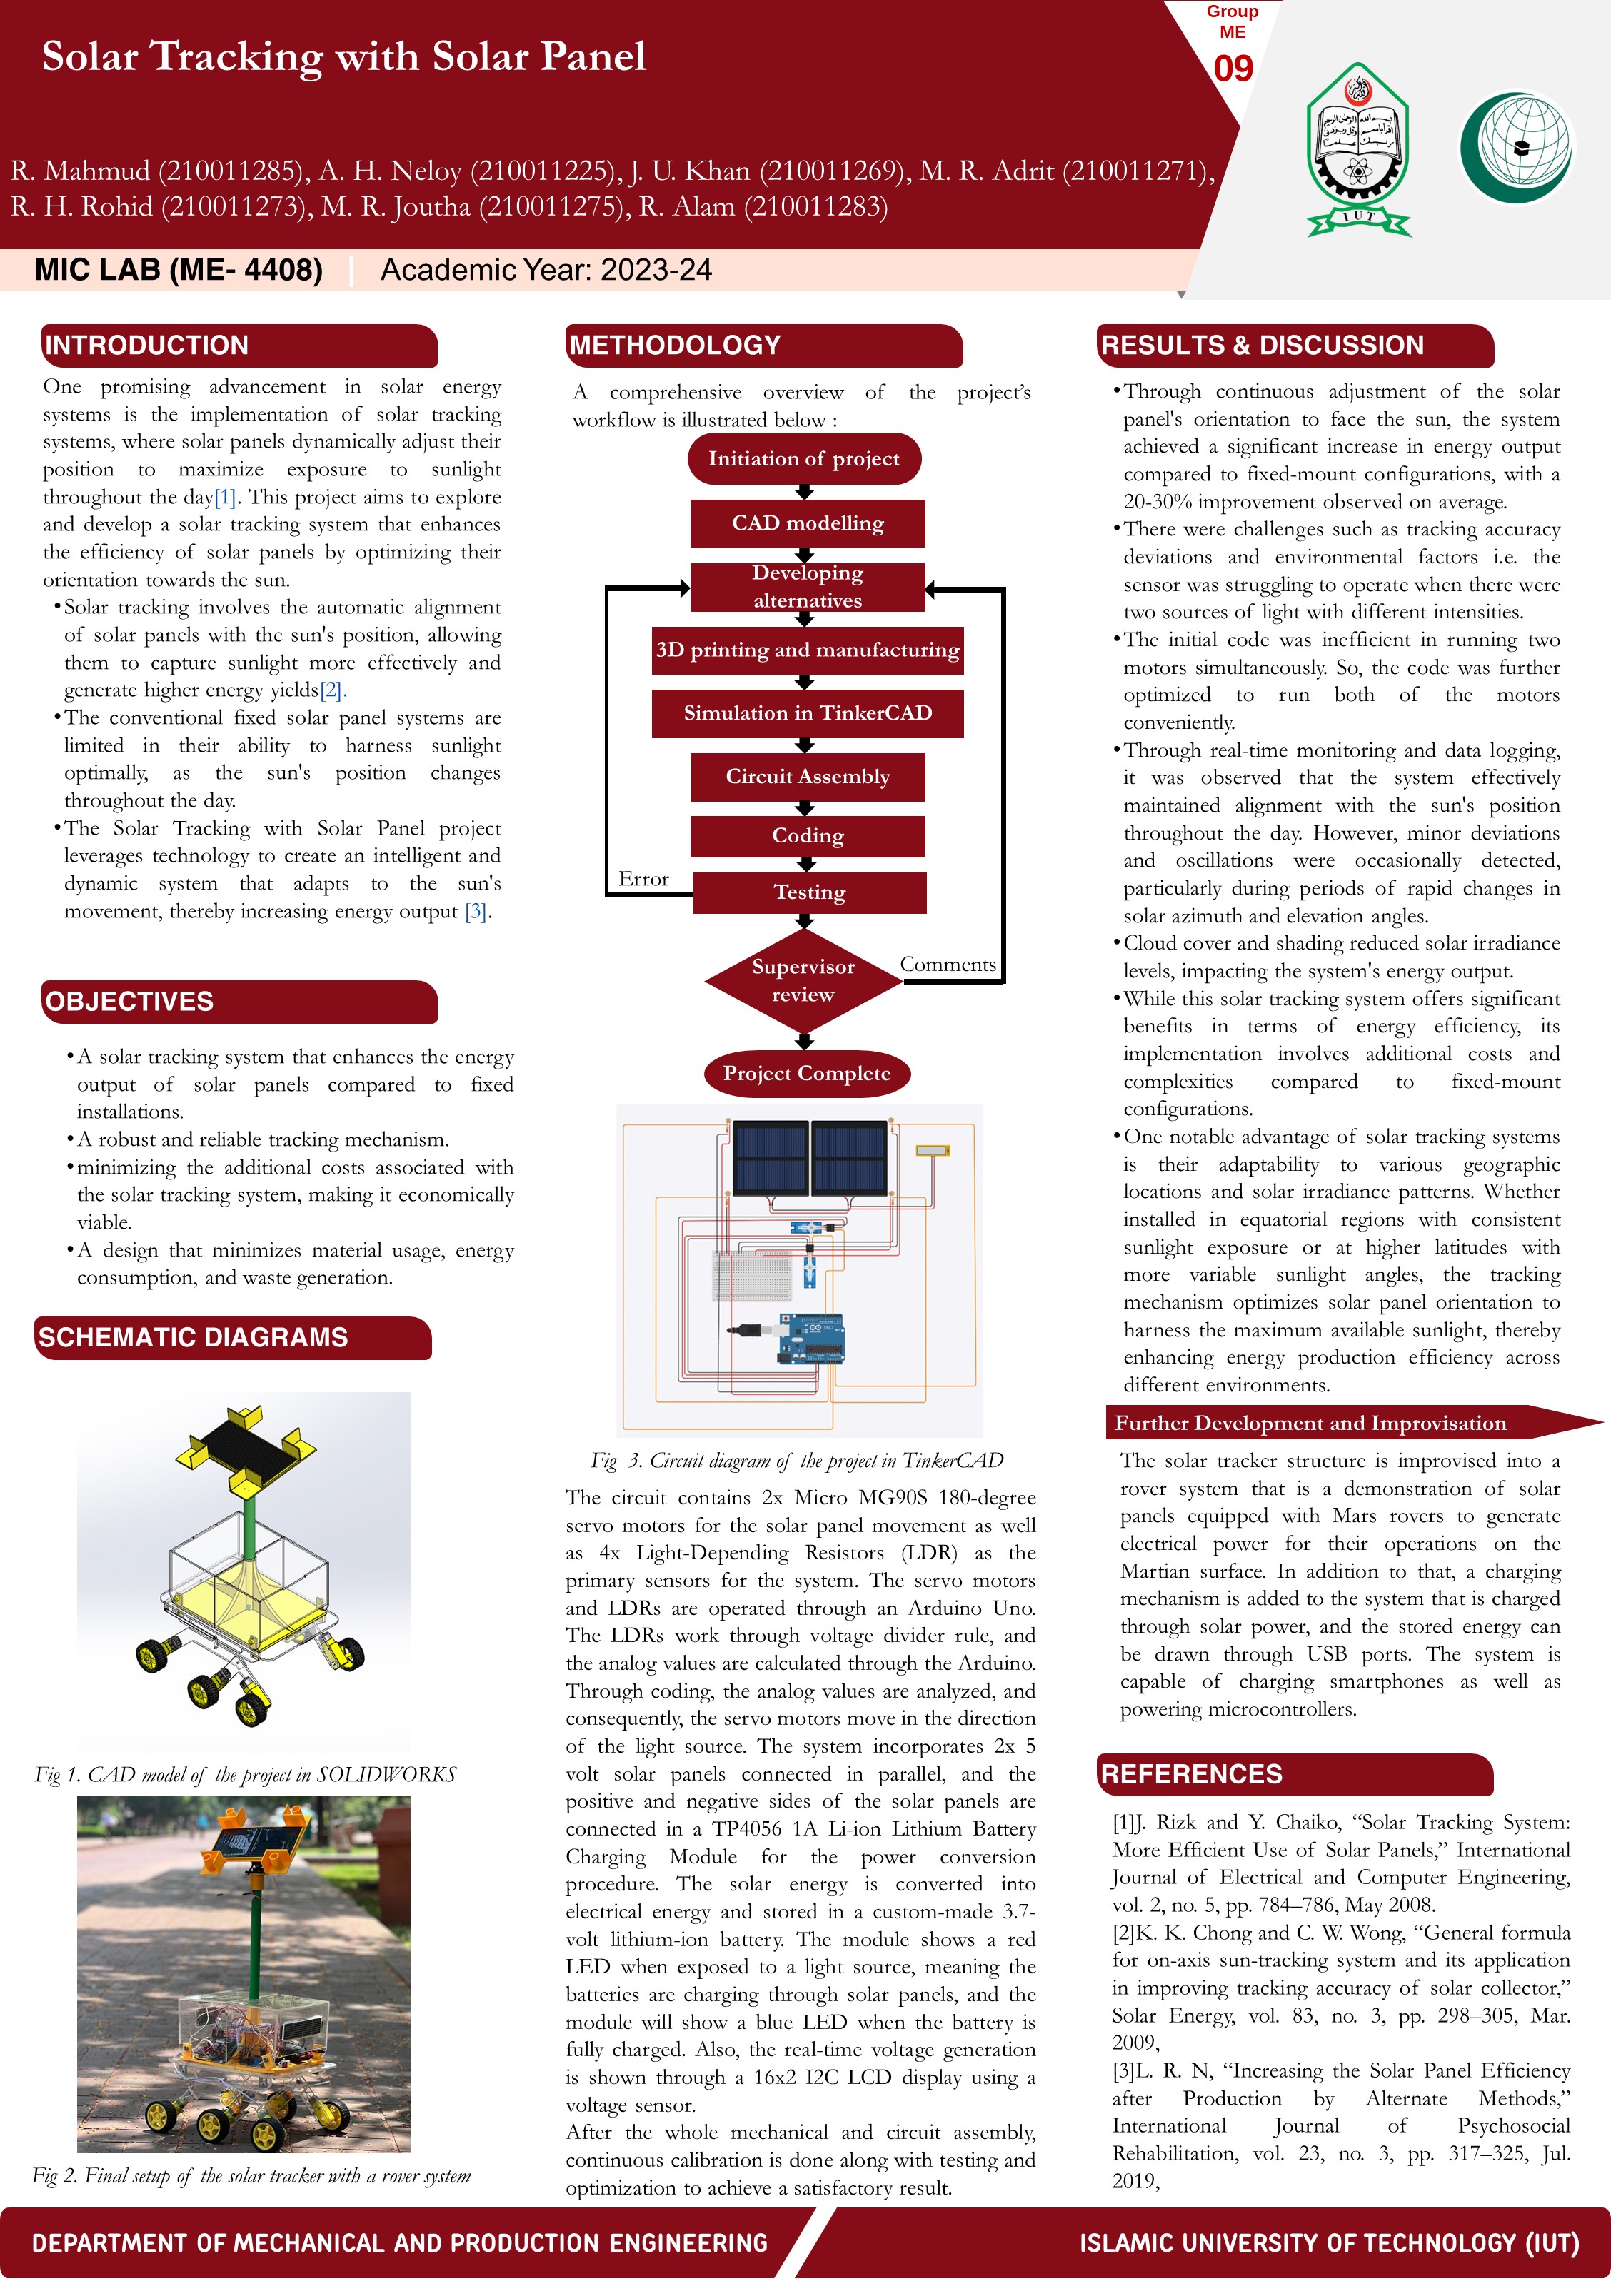 Group
ME
09
Solar Tracking with Solar Panel
R. Mahmud (210011285), A. H. Neloy (210011225), J. U. Khan (210011269), M. R. Adrit (210011271),
R. H. Rohid (210011273), M. R. Joutha (210011275), R. Alam (210011283)
IUT
MIC LAB (ME- 4408) | Academic Year: 2023-24
INTRODUCTION
One promising advancement in solar energy
systems is the implementation of solar tracking
systems, where solar panels dynamically adjust their
position to maximize exposure to sunlight
throughout the day[1]. This project aims to explore
and develop a solar tracking system that enhances
the efficiency of solar panels by optimizing their
orientation towards the sun.
•Solar tracking involves the automatic alignment
of solar panels with the sun's position, allowing
them to capture sunlight more effectively and
generate higher energy yields[2].
•The conventional fixed solar panel systems are
limited in their ability to harness sunlight
optimally, as the sun's position changes
throughout the day.
•The Solar Tracking with Solar Panel project
leverages technology to create an intelligent and
dynamic system that adapts to the sun's
movement, thereby increasing energy output [3].
OBJECTIVES
•A solar tracking system that enhances the energy
output of solar panels compared to fixed
installations.
•A robust and reliable tracking mechanism.
•minimizing the additional costs associated with
the solar tracking system, making it economically
viable.
•A design that minimizes material usage, energy
consumption, and waste generation.
SCHEMATIC DIAGRAMS
Fig 1. CAD model of the project in SOLIDWORKS
Fig 2. Final setup of the solar tracker with a rover system
METHODOLOGY
A comprehensive overview of the project’s
workflow is illustrated below :
Initiation of project
CAD modelling
Developing
alternatives
3D printing and manufacturing
Simulation in TinkerCAD
Circuit Assembly
Coding
Error
Testing
Supervisor
review
Comments
Project Complete
Fig 3. Circuit diagram of the project in TinkerCAD
The circuit contains 2x Micro MG90S 180-degree
servo motors for the solar panel movement as well
as 4x Light-Depending Resistors (LDR) as the
primary sensors for the system. The servo motors
and LDRs are operated through an Arduino Uno.
The LDRs work through voltage divider rule, and
the analog values are calculated through the Arduino.
Through coding, the analog values are analyzed, and
consequently, the servo motors move in the direction
of the light source. The system incorporates 2x 5
volt solar panels connected in parallel, and the
positive and negative sides of the solar panels are
connected in a TP4056 1A Li-ion Lithium Battery
Charging Module for the power conversion
procedure. The solar energy is converted into
electrical energy and stored in a custom-made 3.7-
volt lithium-ion battery. The module shows a red
LED when exposed to a light source, meaning the
batteries are charging through solar panels, and the
module will show a blue LED when the battery is
fully charged. Also, the real-time voltage generation
is shown through a 16x2 I2C LCD display using a
voltage sensor.
After the whole mechanical and circuit assembly,
continuous calibration is done along with testing and
optimization to achieve a satisfactory result.
RESULTS & DISCUSSION
•Through continuous adjustment of the solar
panel's orientation to face the sun, the system
achieved a significant increase in energy output
compared to fixed-mount configurations, with a
20-30% improvement observed on average.
•There were challenges such as tracking accuracy
deviations and environmental factors i.e. the
sensor was struggling to operate when there were
two sources of light with different intensities.
•The initial code was inefficient in running two
motors simultaneously. So, the code was further
optimized to run both of the motors
conveniently.
•Through real-time monitoring and data logging,
it was observed that the system effectively
maintained alignment with the sun's position
throughout the day. However, minor deviations
and oscillations were occasionally detected,
particularly during periods of rapid changes in
solar azimuth and elevation angles.
•Cloud cover and shading reduced solar irradiance
levels, impacting the system's energy output.
•While this solar tracking system offers significant
benefits in terms of energy efficiency, its
implementation involves additional costs and
complexities compared to fixed-mount
configurations.
•One notable advantage of solar tracking systems
is their adaptability to various geographic
locations and solar irradiance patterns. Whether
installed in equatorial regions with consistent
sunlight exposure or at higher latitudes with
more variable sunlight angles, the tracking
mechanism optimizes solar panel orientation to
harness the maximum available sunlight, thereby
enhancing energy production efficiency across
different environments.
Further Development and Improvisation
The solar tracker structure is improvised into a
rover system that is a demonstration of solar
panels equipped with Mars rovers to generate
electrical power for their operations on the
Martian surface. In addition to that, a charging
mechanism is added to the system that is charged
through solar power, and the stored energy can
be drawn through USB ports. The system is
capable of charging smartphones as well as
powering microcontrollers.
REFERENCES
[1]J. Rizk and Y. Chaiko, “Solar Tracking System:
More Efficient Use of Solar Panels,” International
Journal of Electrical and Computer Engineering,
vol. 2, no. 5, pp. 784–786, May 2008.
[2]K. K. Chong and C. W. Wong, “General formula
for on-axis sun-tracking system and its application
in improving tracking accuracy of solar collector,”
Solar Energy, vol. 83, no. 3, pp. 298–305, Mar.
2009,
[3]L. R. N, “Increasing the Solar Panel Efficiency
after Production by Alternate Methods,”
International Journal of Psychosocial
Rehabilitation, vol. 23, no. 3, pp. 317–325, Jul.
2019,
DEPARTMENT OF MECHANICAL AND PRODUCTION ENGINEERING
ISLAMIC UNIVERSITY OF TECHNOLOGY (IUT)